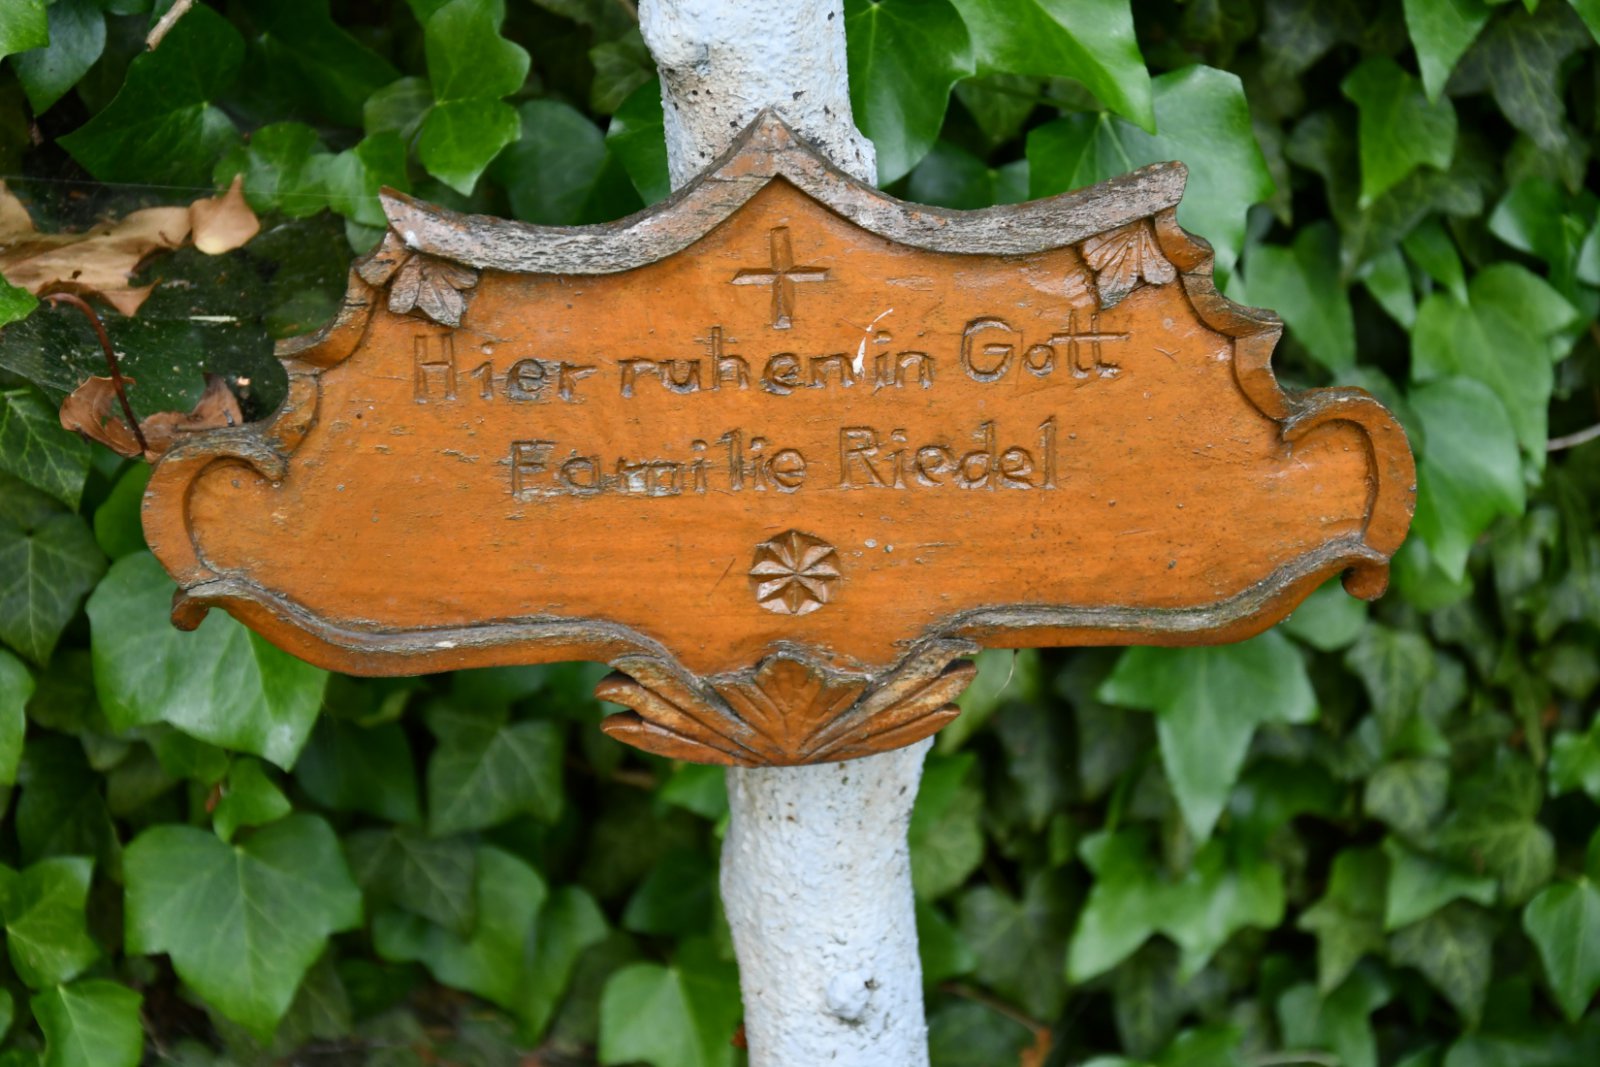 Hier ruhen in Gott
Familie Riedel